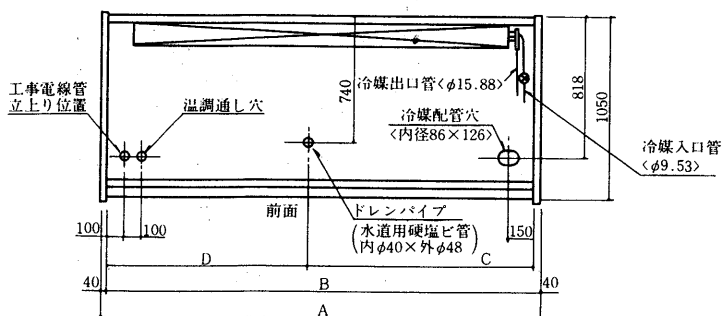 冷媒出口管<φ15.88>
740
818
1050
工事電線管
立上り位置
温調通し穴
冷媒配管穴
<内径86×126>
冷媒入口管
<φ9.53>
前面
ドレンパイプ
(水道用硬塩ビ管
内φ40×外φ48)
100
100
150
D
C
40
B
40
A